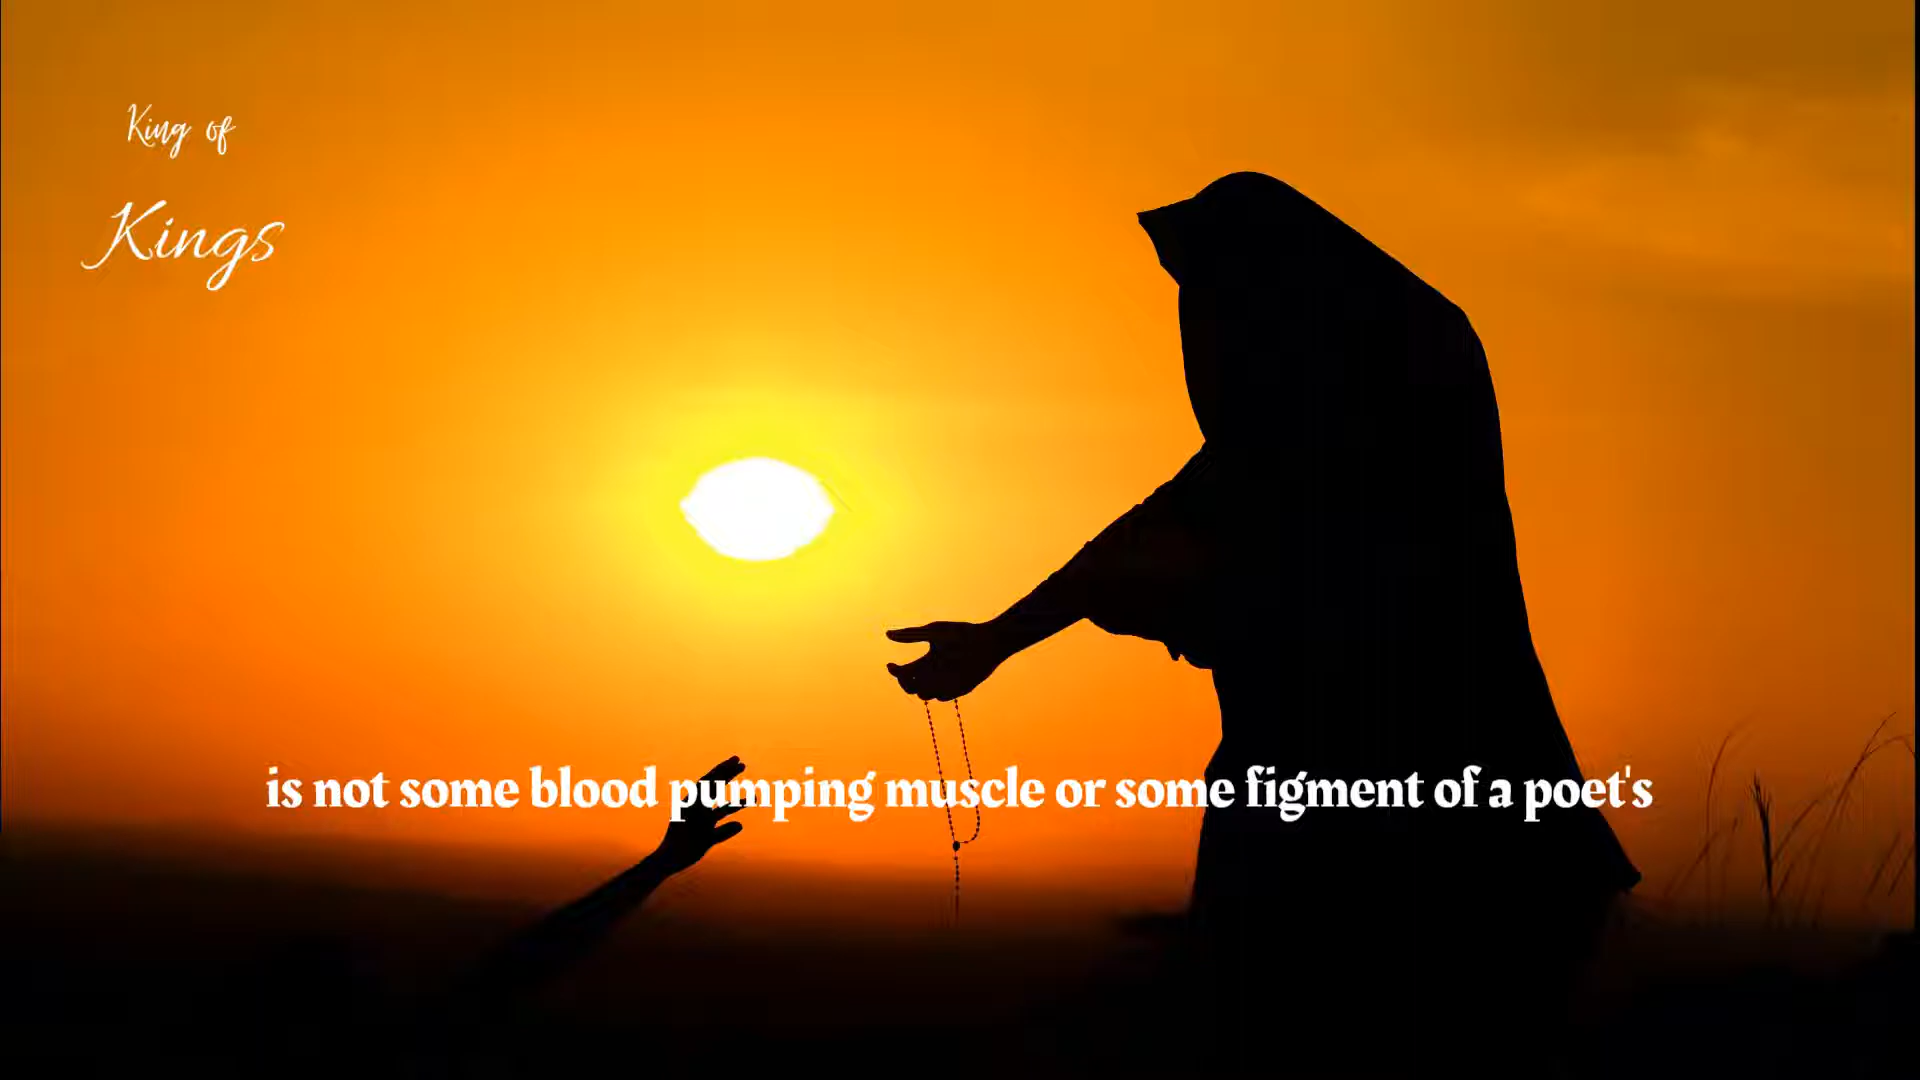 King of
Kings
is not some blood pumping muscle or some figment of a poet's